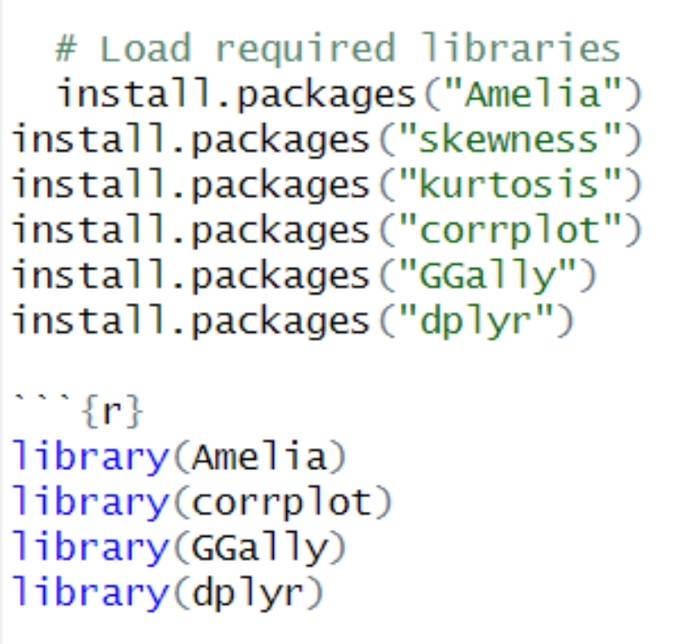 # Load required libraries
install.packages("Amelia")
install.packages("skewness")
install.packages("kurtosis")
install.packages("corrplot")
install.packages("GGally")
install.packages("dplyr")
```{r}
library(Amelia)
library(corrplot)
library(GGally)
library(dplyr)